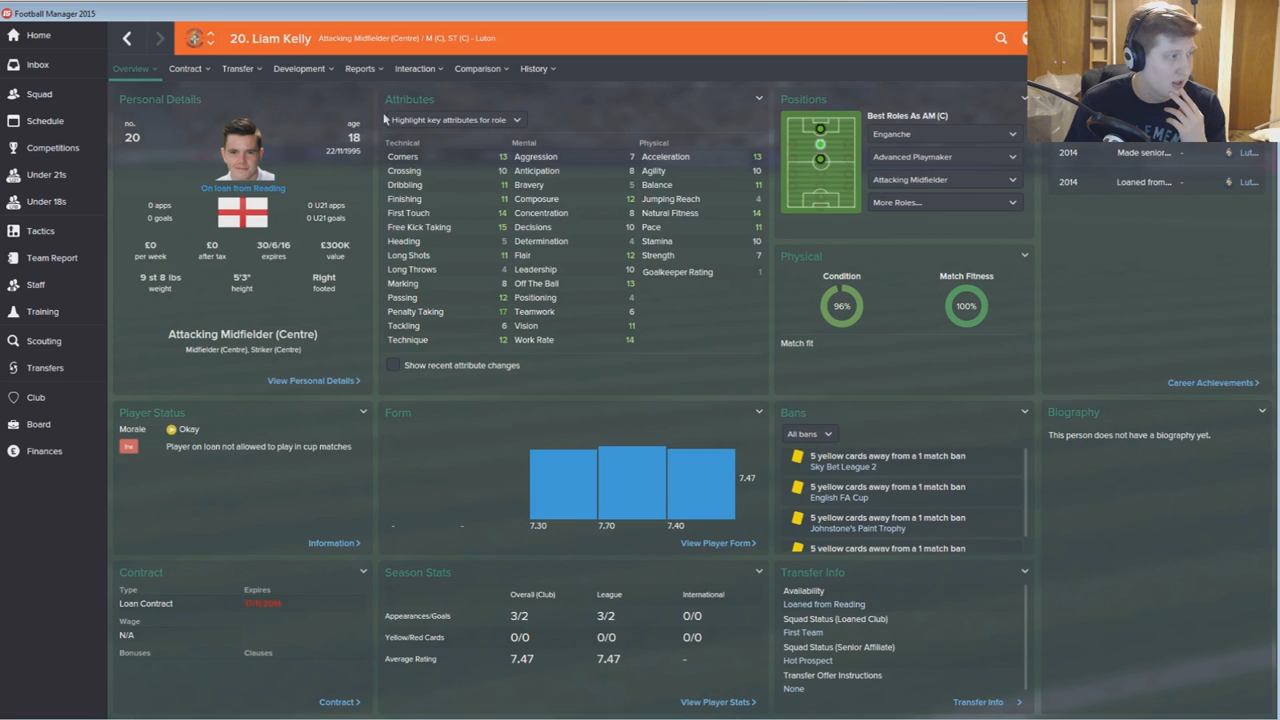 Football Manager 2015
Home
Inbox
Squad
Schedule
Competitions
Under 21s
Under 18s
Tactics
Team Report
Staff
Training
Scouting
Transfers
Club
Board
Finances
20. Liam Kelly Attacking Midfielder (Centre) / M (C), ST (C) - Luton
Overview Contract Transfer Development Reports Interaction Comparison History
Personal Details
no. age
20 18
22/11/1995
On loan from Reading
0 apps 0 U21 apps
0 goals 0 U21 goals
£0 £0 30/6/16 £300K
per week after tax expires value
9 st 8 lbs 5'3" Right
weight height footed
Attacking Midfielder (Centre)
Midfielder (Centre), Striker (Centre)
View Personal Details >
Attributes
Highlight key attributes for role
Technical Mental Physical
Corners 13 Aggression 7 Acceleration 13
Crossing 10 Anticipation 8 Agility 10
Dribbling 11 Bravery 5 Balance 11
Finishing 11 Composure 12 Jumping Reach 4
First Touch 14 Concentration 8 Natural Fitness 14
Free Kick Taking 15 Decisions 10 Pace 11
Heading 5 Determination 4 Stamina 10
Long Shots 11 Flair 12 Strength 7
Long Throws 4 Leadership 10 Goalkeeper Rating 1
Marking 8 Off The Ball 13
Passing 12 Positioning 4
Penalty Taking 17 Teamwork 6
Tackling 6 Vision 11
Technique 12 Work Rate 14
Show recent attribute changes
Positions
Best Roles As AM (C)
Enganche
Advanced Playmaker
Attacking Midfielder
More Roles...
Physical
Condition Match Fitness
96% 100%
Match fit
2014 Made senior... - Lut...
2014 Loaned from... - Lut...
Career Achievements >
Player Status
Morale Okay
Ine Player on loan not allowed to play in cup matches
Information >
Form
7.47
- - 7.30 7.70 7.40
View Player Form >
Bans
All bans
5 yellow cards away from a 1 match ban
Sky Bet League 2
5 yellow cards away from a 1 match ban
English FA Cup
5 yellow cards away from a 1 match ban
Johnstone's Paint Trophy
5 yellow cards away from a 1 match ban
Biography
This person does not have a biography yet.
Contract
Type Expires
Loan Contract
Wage
N/A
Bonuses Clauses
Contract >
Season Stats
Overall (Club) League International
Appearances/Goals 3/2 3/2 0/0
Yellow/Red Cards 0/0 0/0 0/0
Average Rating 7.47 7.47 -
View Player Stats >
Transfer Info
Availability
Loaned from Reading
Squad Status (Loaned Club)
First Team
Squad Status (Senior Affiliate)
Hot Prospect
Transfer Offer Instructions
None
Transfer Info >